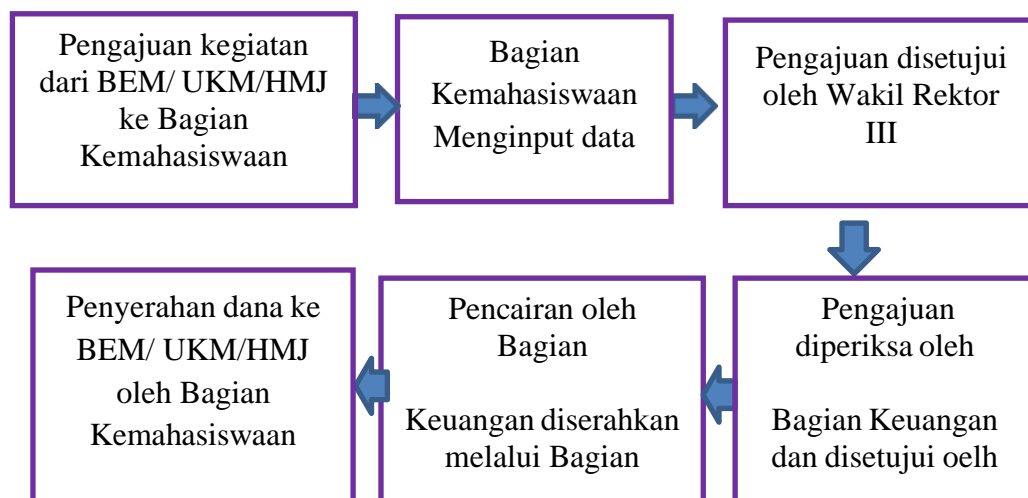 Pengajuan kegiatan
dari BEM/ UKM/HMJ
ke Bagian
Kemahasiswaan
Bagian
Kemahasiswaan
Menginput data
Pengajuan disetujui
oleh Wakil Rektor
III
Pengajuan
diperiksa oleh
Bagian Keuangan
dan disetujui oelh
Pencairan oleh
Bagian
Keuangan diserahkan
melalui Bagian
Penyerahan dana ke
BEM/ UKM/HMJ
oleh Bagian
Kemahasiswaan